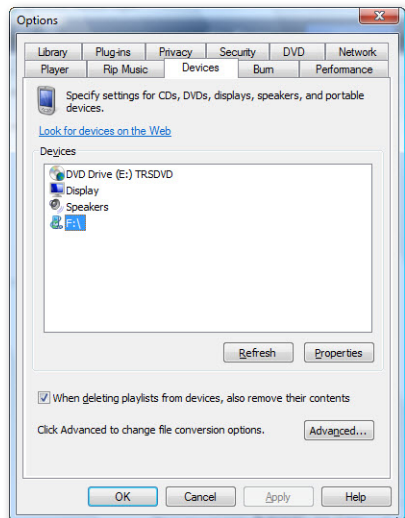 Options
Library Plug-ins Privacy Security DVD Network
Player Rip Music Devices Burn Performance
Specify settings for CDs, DVDs, displays, speakers, and portable
devices.
Look for devices on the Web
Devices
DVD Drive (E:) TRSDVD
Display
Speakers
F:\
Refresh Properties
When deleting playlists from devices, also remove their contents
Click Advanced to change file conversion options. Advanced...
OK Cancel Apply Help